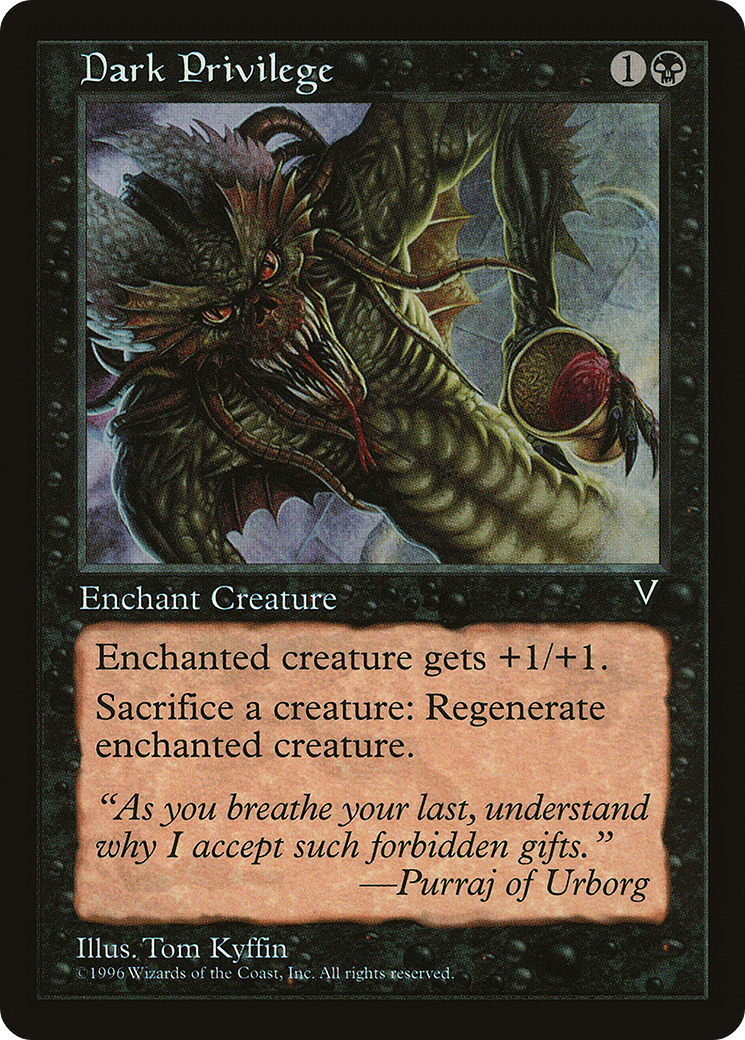 Dark Privilege 1
Enchant Creature V
Enchanted creature gets +1/+1.
Sacrifice a creature: Regenerate
enchanted creature.
“As you breathe your last, understand
why I accept such forbidden gifts.”
—Purraj of Urborg
Illus. Tom Kyffin
©1996 Wizards of the Coast, Inc. All rights reserved.